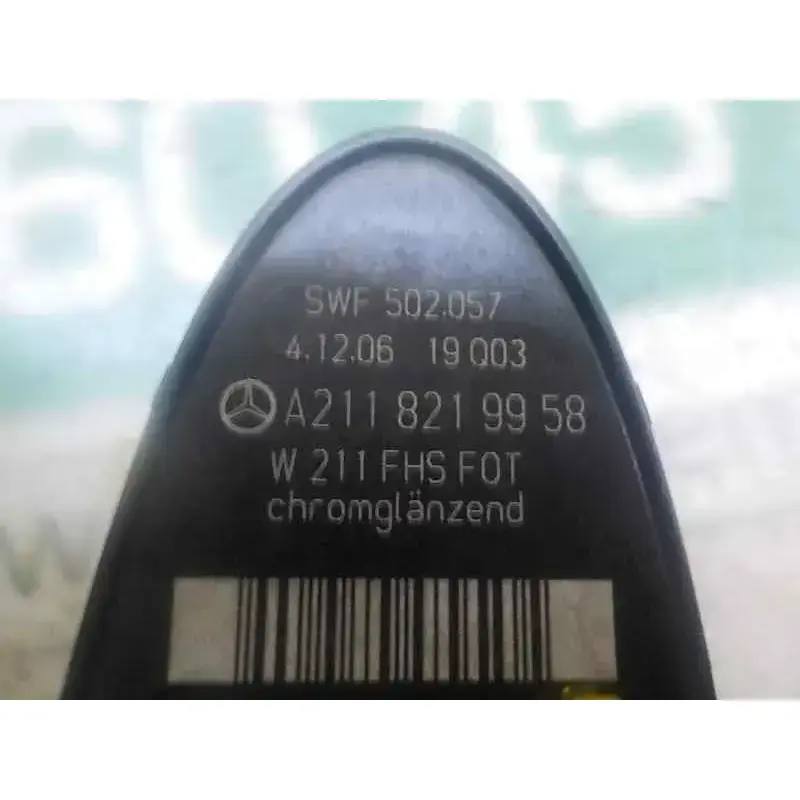 SWF 502.057
4.12.06 19 Q03
A211 821 99 58
W 211 FHS FOT
chromglänzend